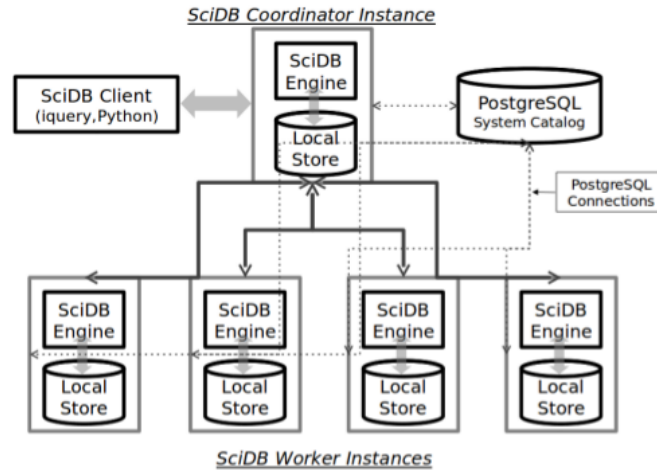 SciDB Coordinator Instance
SciDB
Engine
SciDB Client
(iquery,Python)
PostgreSQL
System Catalog
Local
Store
PostgreSQL
Connections
SciDB
Engine
SciDB
Engine
SciDB
Engine
SciDB
Engine
Local
Store
Local
Store
Local
Store
Local
Store
SciDB Worker Instances